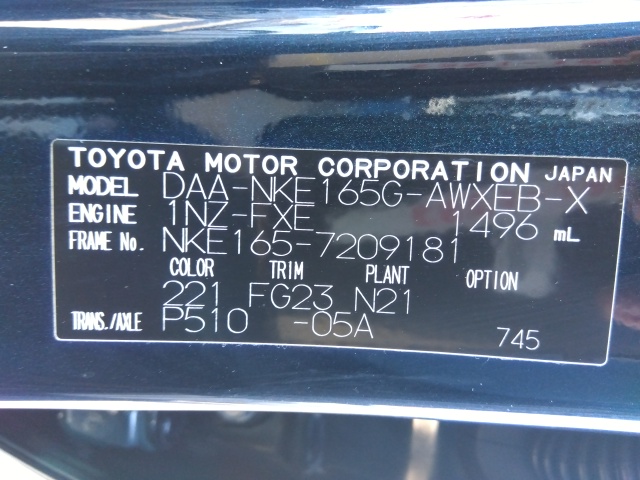 TOYOTA MOTOR CORPORATION JAPAN
MODEL DAA-NKE165G-AWXEB-X
ENGINE 1NZ-FXE 1496 mL
FRAME No. NKE165-7209181
COLOR TRIM PLANT OPTION
221 FG23 N21
TRANS./AXLE P510 -05A 745